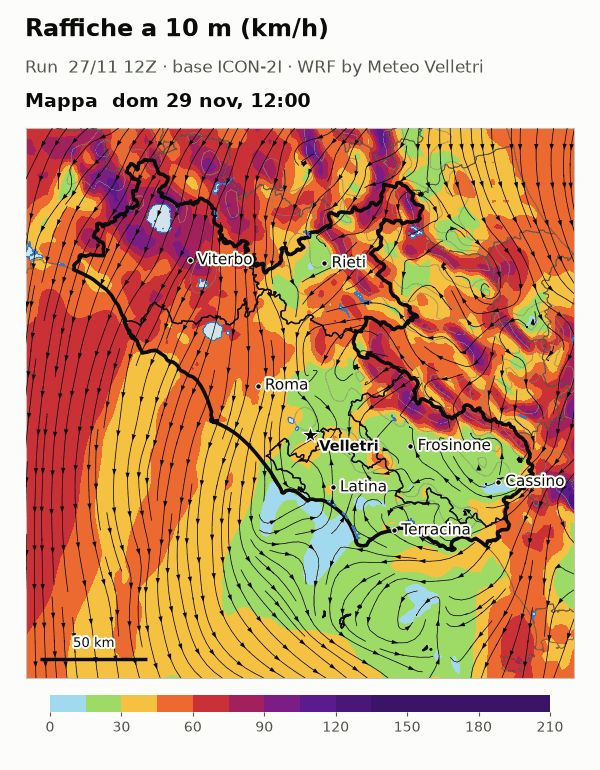 Raffiche a 10 m (km/h)
Run 27/11 12Z · base ICON-2I · WRF by Meteo Velletri
Mappa dom 29 nov, 12:00
Viterbo
Rieti
Roma
Velletri
Frosinone
Cassino
Latina
Terracina
50 km
0 30 60 90 120 150 180 210